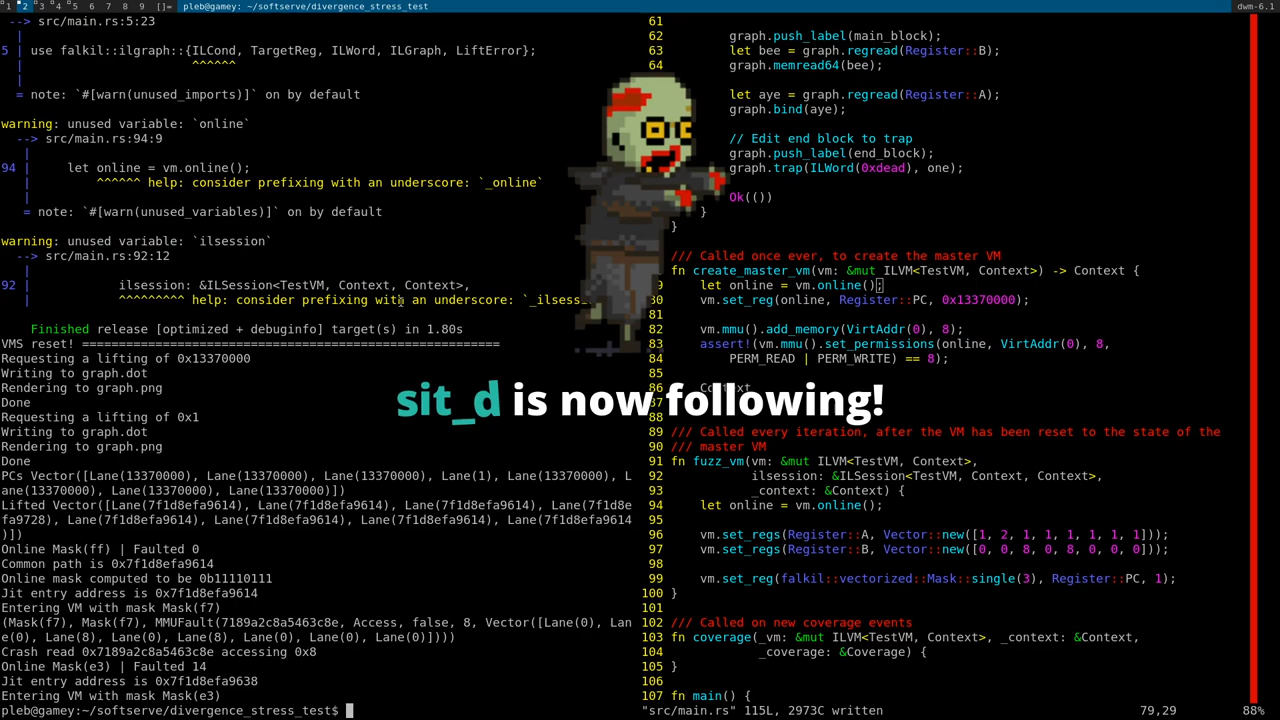 1 2 3 4 5 6 7 8 9 []= pleb@gamey: ~/softserve/divergence_stress_test dwm-6.1
--> src/main.rs:5:23
|
5 | use falkil::ilgraph::{ILCond, TargetReg, ILWord, ILGraph, LiftError};
| ^^^^^^
|
= note: `#[warn(unused_imports)]` on by default
warning: unused variable: `online`
--> src/main.rs:94:9
|
94 | let online = vm.online();
| ^^^^^^ help: consider prefixing with an underscore: `_online`
|
= note: `#[warn(unused_variables)]` on by default
warning: unused variable: `ilsession`
--> src/main.rs:92:12
|
92 | ilsession: &ILSession<TestVM, Context, Context>,
| ^^^^^^^^^ help: consider prefixing with an underscore: `_ilsess
Finished release [optimized + debuginfo] target(s) in 1.80s
VMS reset! =========================================================
Requesting a lifting of 0x13370000
Writing to graph.dot
Rendering to graph.png
Done
Requesting a lifting of 0x1
Writing to graph.dot
Rendering to graph.png
Done
PCs Vector([Lane(13370000), Lane(13370000), Lane(13370000), Lane(1), Lane(13370000), L
ane(13370000), Lane(13370000), Lane(13370000)])
Lifted Vector([Lane(7f1d8efa9614), Lane(7f1d8efa9614), Lane(7f1d8efa9614), Lane(7f1d8e
fa9728), Lane(7f1d8efa9614), Lane(7f1d8efa9614), Lane(7f1d8efa9614), Lane(7f1d8efa9614
)])
Online Mask(ff) | Faulted 0
Common path is 0x7f1d8efa9614
Online mask computed to be 0b11110111
Jit entry address is 0x7f1d8efa9614
Entering VM with mask Mask(f7)
(Mask(f7), Mask(f7), MMUFault(7189a2c8a5463c8e, Access, false, 8, Vector([Lane(0), Lan
e(0), Lane(8), Lane(0), Lane(8), Lane(0), Lane(0), Lane(0)])))
Crash read 0x7189a2c8a5463c8e accessing 0x8
Online Mask(e3) | Faulted 14
Jit entry address is 0x7f1d8efa9638
Entering VM with mask Mask(e3)
pleb@gamey:~/softserve/divergence_stress_test$
sit_d is now following!
61
62 graph.push_label(main_block);
63 let bee = graph.regread(Register::B);
64 graph.memread64(bee);
let aye = graph.regread(Register::A);
graph.bind(aye);
// Edit end block to trap
graph.push_label(end_block);
graph.trap(ILWord(0xdead), one);
Ok(())
}
}
/// Called once ever, to create the master VM
fn create_master_vm(vm: &mut ILVM<TestVM, Context>) -> Context {
let online = vm.online();
80 vm.set_reg(online, Register::PC, 0x13370000);
81
82 vm.mmu().add_memory(VirtAddr(0), 8);
83 assert!(vm.mmu().set_permissions(online, VirtAddr(0), 8,
84 PERM_READ | PERM_WRITE) == 8);
85
86 Context
88
89 /// Called every iteration, after the VM has been reset to the state of the
90 /// master VM
91 fn fuzz_vm(vm: &mut ILVM<TestVM, Context>,
92 ilsession: &ILSession<TestVM, Context, Context>,
93 _context: &Context) {
94 let online = vm.online();
95
96 vm.set_regs(Register::A, Vector::new([1, 2, 1, 1, 1, 1, 1, 1]));
97 vm.set_regs(Register::B, Vector::new([0, 0, 8, 0, 8, 0, 0, 0]));
98
99 vm.set_reg(falkil::vectorized::Mask::single(3), Register::PC, 1);
100 }
101
102 /// Called on new coverage events
103 fn coverage(_vm: &mut ILVM<TestVM, Context>, _context: &Context,
104 _coverage: &Coverage) {
105 }
106
107 fn main() {
"src/main.rs" 115L, 2973C written 79,29 88%